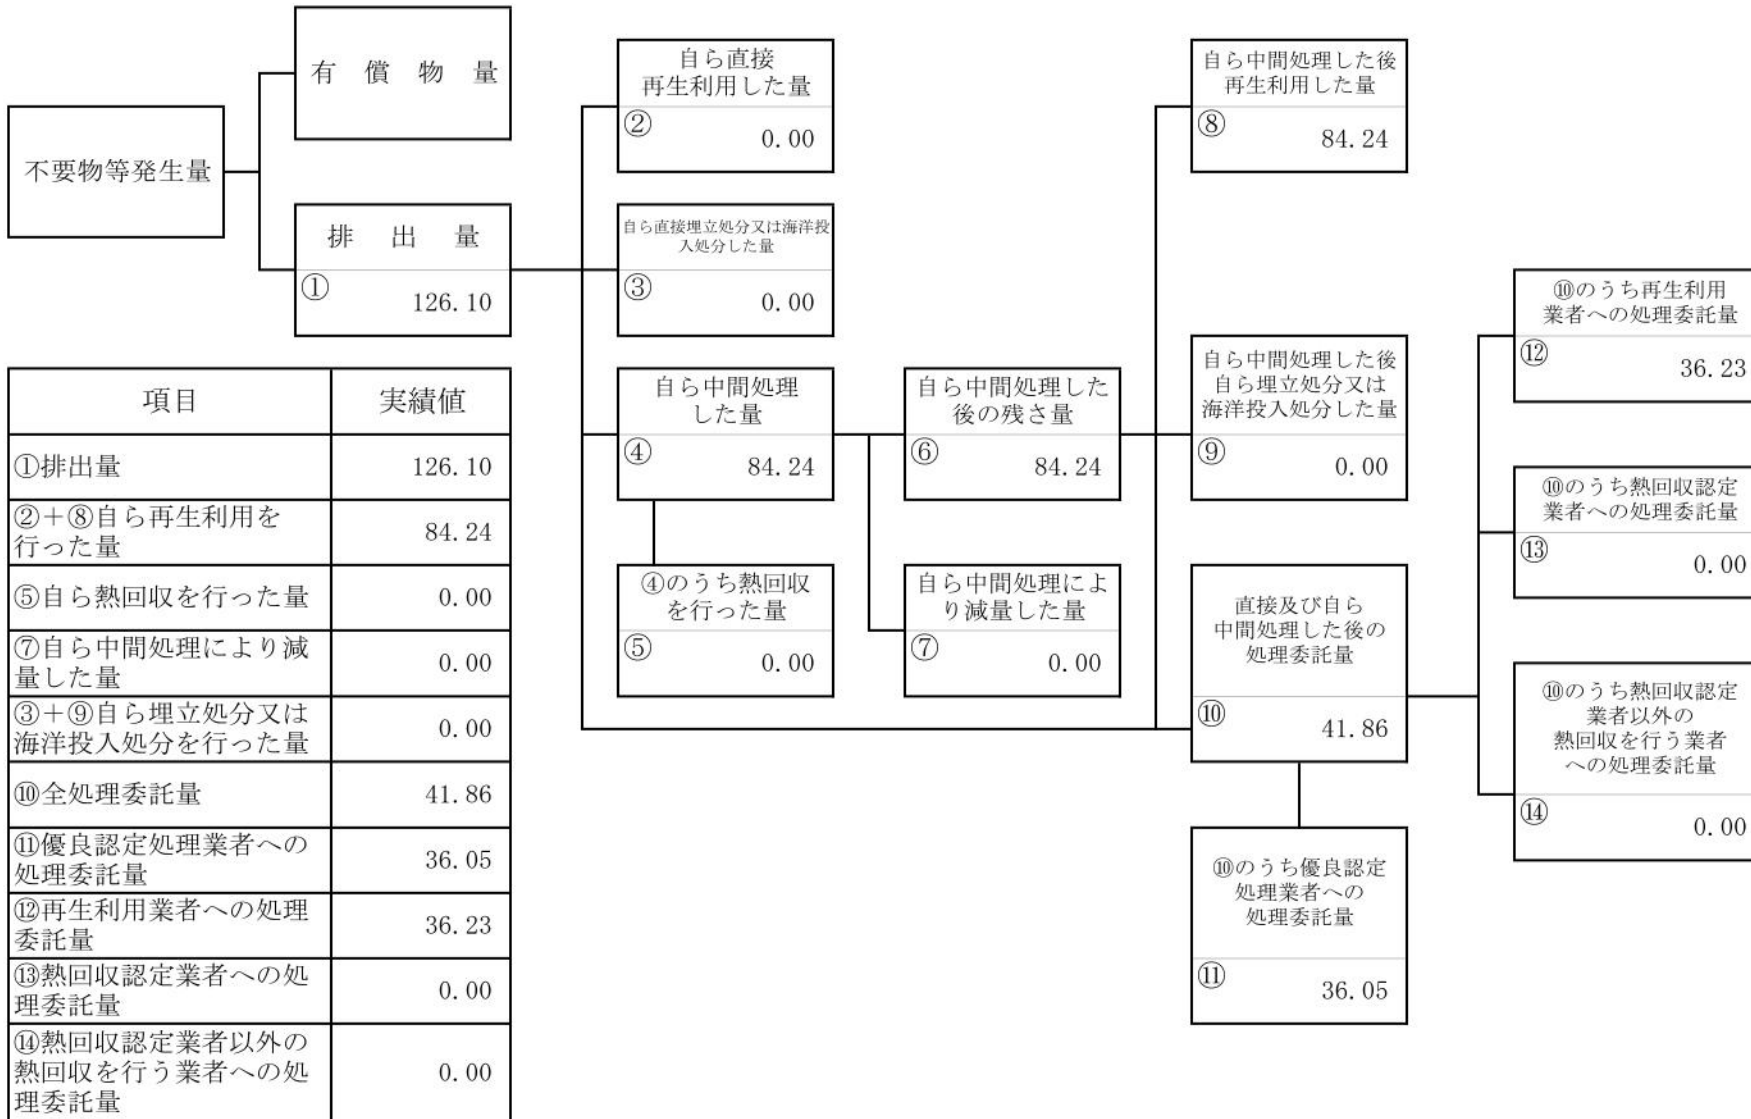 不要物等発生量
有 償 物 量
排 出 量
① 126.10
自ら直接
再生利用した量
② 0.00
自ら直接埋立処分又は海洋投
入処分した量
③ 0.00
自ら中間処理
した量
④ 84.24
④のうち熱回収
を行った量
⑤ 0.00
自ら中間処理した
後の残さ量
⑥ 84.24
自ら中間処理によ
り減量した量
⑦ 0.00
自ら中間処理した後
再生利用した量
⑧ 84.24
自ら中間処理した後
自ら埋立処分又は
海洋投入処分した量
⑨ 0.00
直接及び自ら
中間処理した後の
処理委託量
⑩ 41.86
⑩のうち優良認定
処理業者への
処理委託量
⑪ 36.05
⑩のうち再生利用
業者への処理委託量
⑫ 36.23
⑩のうち熱回収認定
業者への処理委託量
⑬ 0.00
⑩のうち熱回収認定
業者以外の
熱回収を行う業者
への処理委託量
⑭ 0.00
項目 実績値
①排出量 126.10
②+⑧自ら再生利用を
行った量 84.24
⑤自ら熱回収を行った量 0.00
⑦自ら中間処理により減
量した量 0.00
③+⑨自ら埋立処分又は
海洋投入処分を行った量 0.00
⑩全処理委託量 41.86
⑪優良認定処理業者への
処理委託量 36.05
⑫再生利用業者への処理
委託量 36.23
⑬熱回収認定業者への処
理委託量 0.00
⑭熱回収認定業者以外の
熱回収を行う業者への処
理委託量 0.00